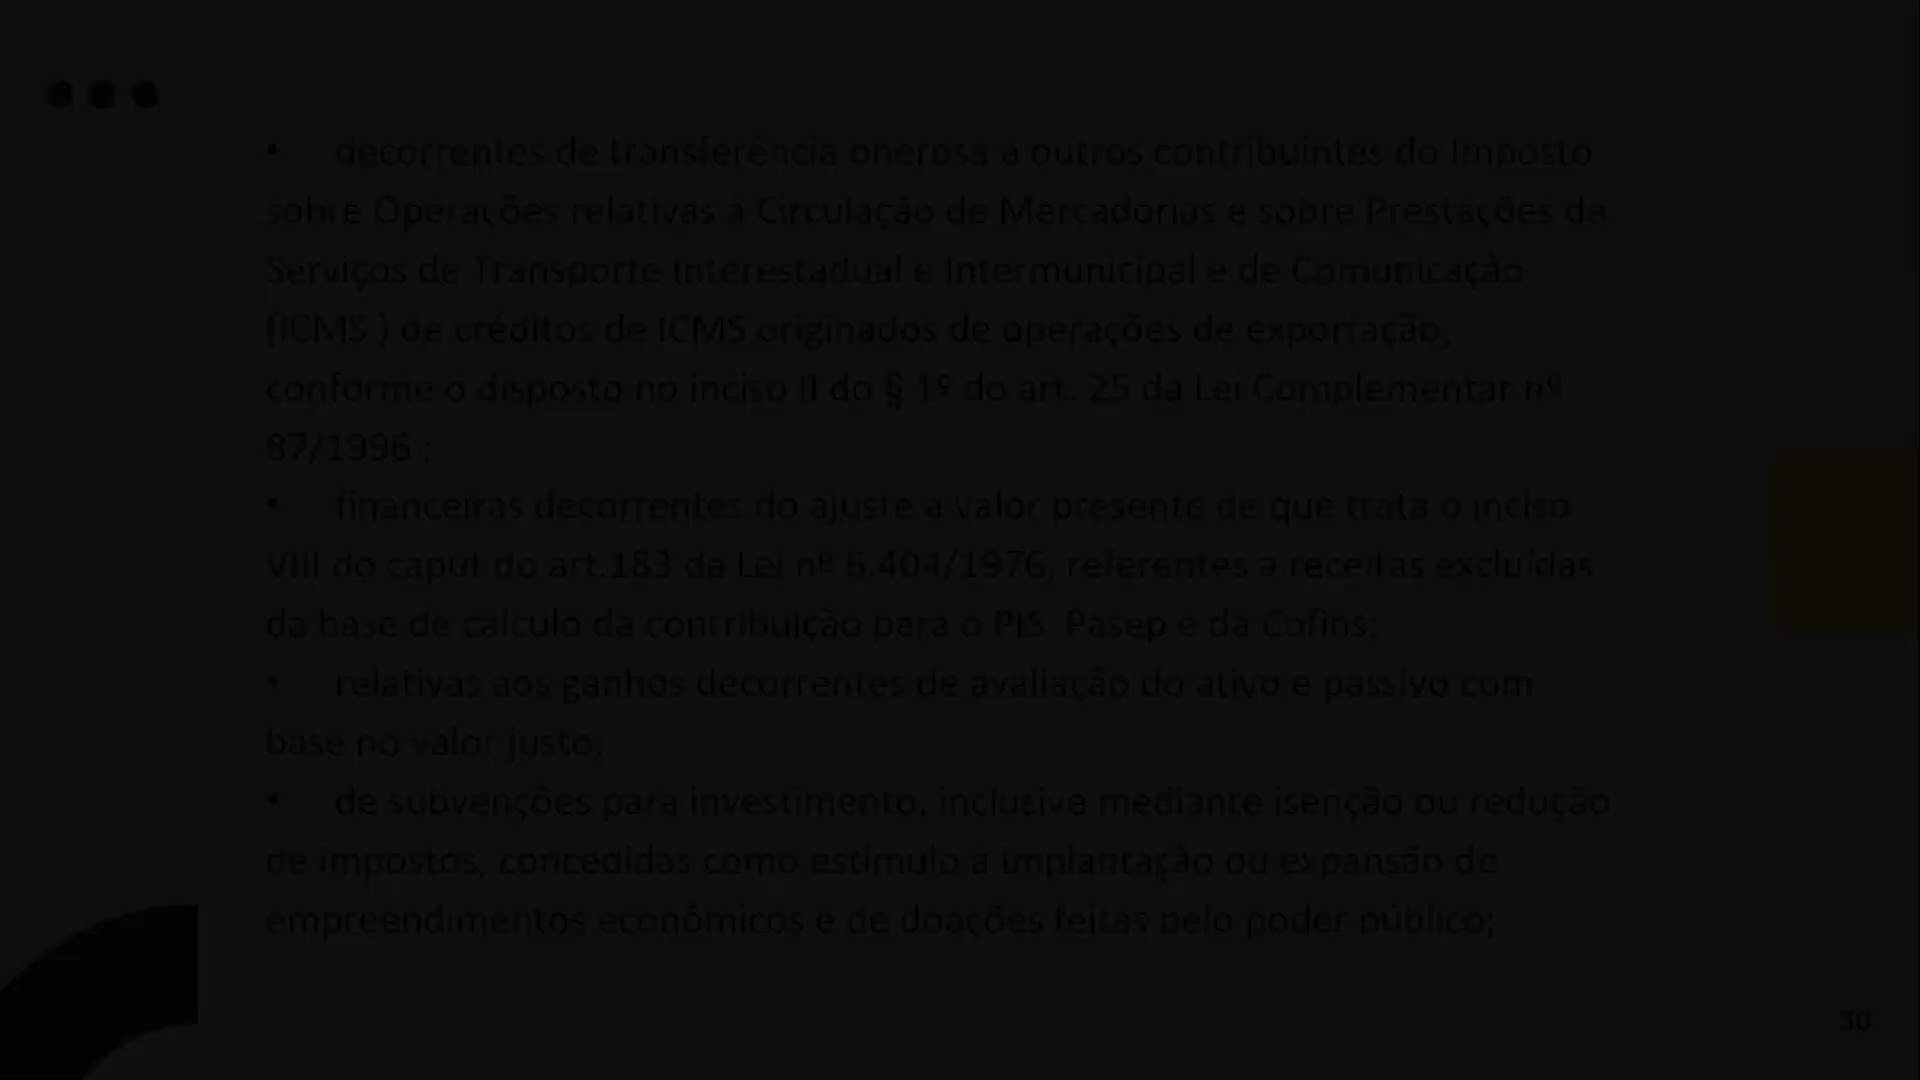 • decorrentes de transferência onerosa a outros contribuintes do Imposto
sobre Operações relativas à Circulação de Mercadorias e sobre Prestações de
Serviços de Transporte Interestadual e Intermunicipal e de Comunicação
(ICMS ) de créditos de ICMS originados de operações de exportação,
conforme o disposto no inciso II do § 1º do art. 25 da Lei Complementar nº
87/1996 ;
• financeiras decorrentes do ajuste a valor presente de que trata o inciso
VIII do caput do art.183 da Lei nº 6.404/1976, referentes a receitas excluídas
da base de cálculo da contribuição para o PIS Pasep e da Cofins;
• relativas aos ganhos decorrentes de avaliação do ativo e passivo com
base no valor justo;
• de subvenções para investimento, inclusive mediante isenção ou redução
de impostos, concedidas como estímulo à implantação ou expansão de
empreendimentos econômicos e de doações feitas pelo poder público;